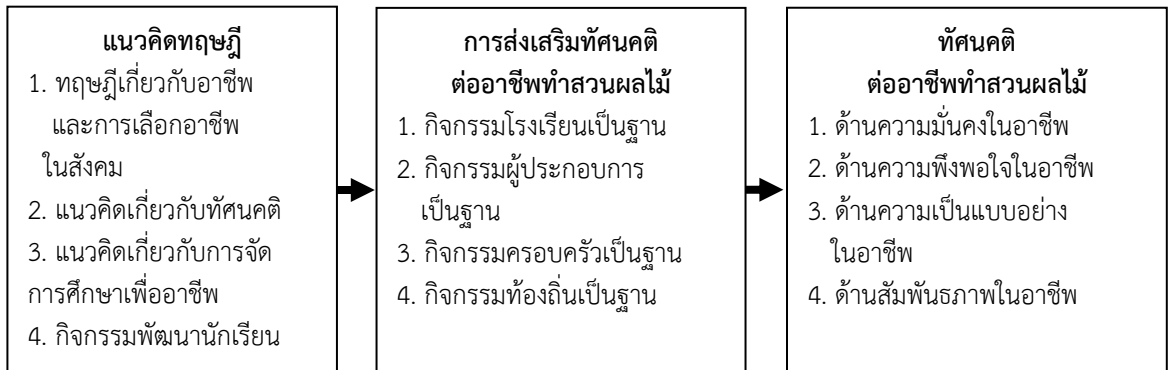 แนวคิดทฤษฎี
1. ทฤษฎีเกี่ยวกับอาชีพ
และการเลือกอาชีพ
ในสังคม
2. แนวคิดเกี่ยวกับทัศนคติ
3. แนวคิดเกี่ยวกับการจัด
การศึกษาเพื่ออาชีพ
4. กิจกรรมพัฒนานักเรียน
การส่งเสริมทัศนคติ
ต่ออาชีพทำสวนผลไม้
1. กิจกรรมโรงเรียนเป็นฐาน
2. กิจกรรมผู้ประกอบการ
เป็นฐาน
3. กิจกรรมครอบครัวเป็นฐาน
4. กิจกรรมท้องถิ่นเป็นฐาน
ทัศนคติ
ต่ออาชีพทำสวนผลไม้
1. ด้านความมั่นคงในอาชีพ
2. ด้านความพึงพอใจในอาชีพ
3. ด้านความเป็นแบบอย่าง
ในอาชีพ
4. ด้านสัมพันธภาพในอาชีพ